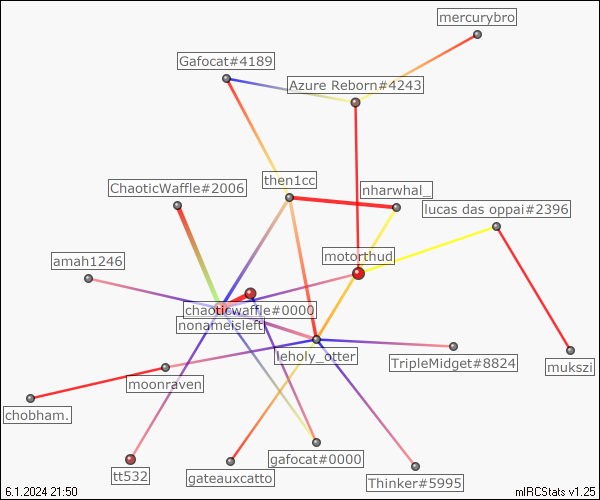 mercurybro
Gafocat#4189
Azure Reborn#4243
then1cc
ChaoticWaffle#2006
nharwhal_
lucas das oppai#2396
amah1246
motorthud
chaoticwaffle#0000
nonameisleft
leholy_otter
TripleMidget#8824
mukszi
moonraven
chobham.
gafocat#0000
tt532
gateauxcatto
Thinker#5995
6.1.2024 21:50
mIRCStats v1.25